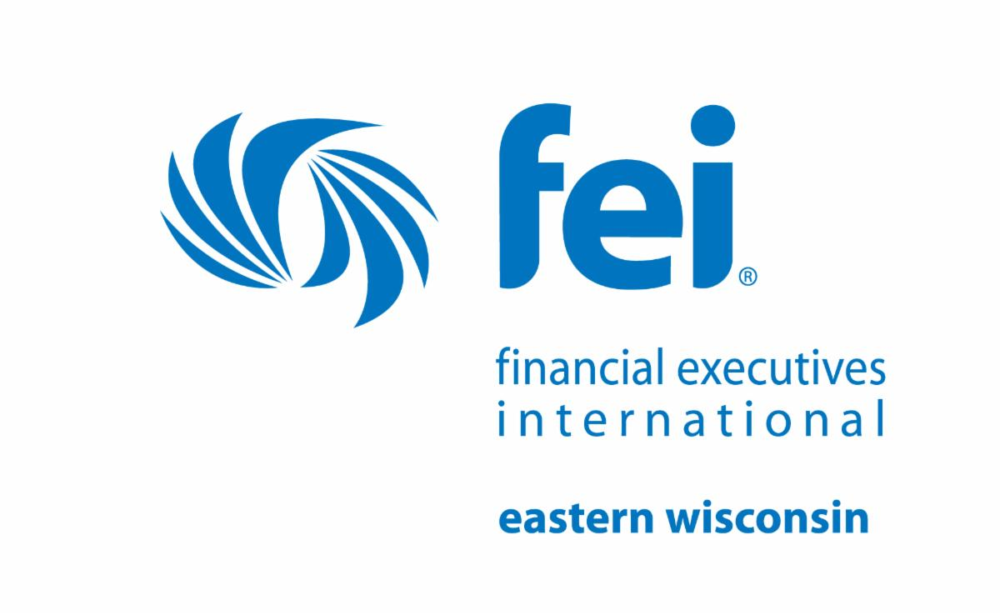 fei®
financial executives
international
eastern wisconsin